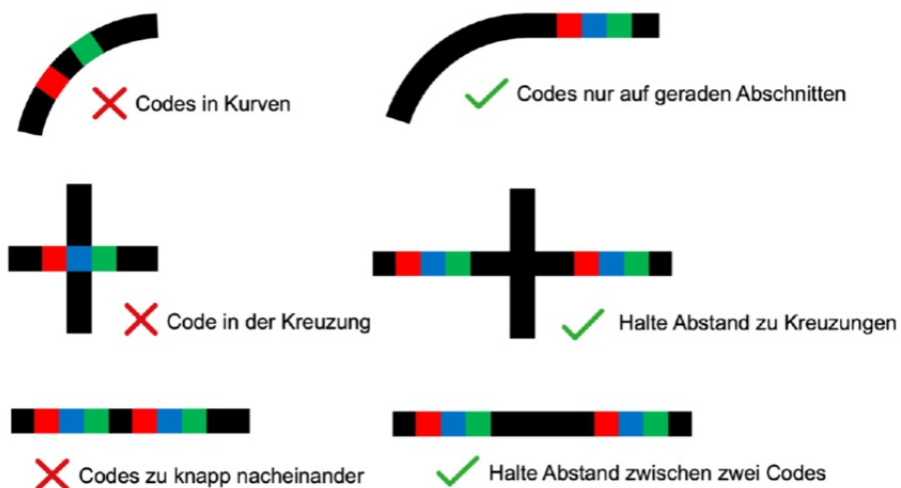 Codes in Kurven
Codes nur auf geraden Abschnitten
Code in der Kreuzung
Halte Abstand zu Kreuzungen
Codes zu knapp nacheinander
Halte Abstand zwischen zwei Codes